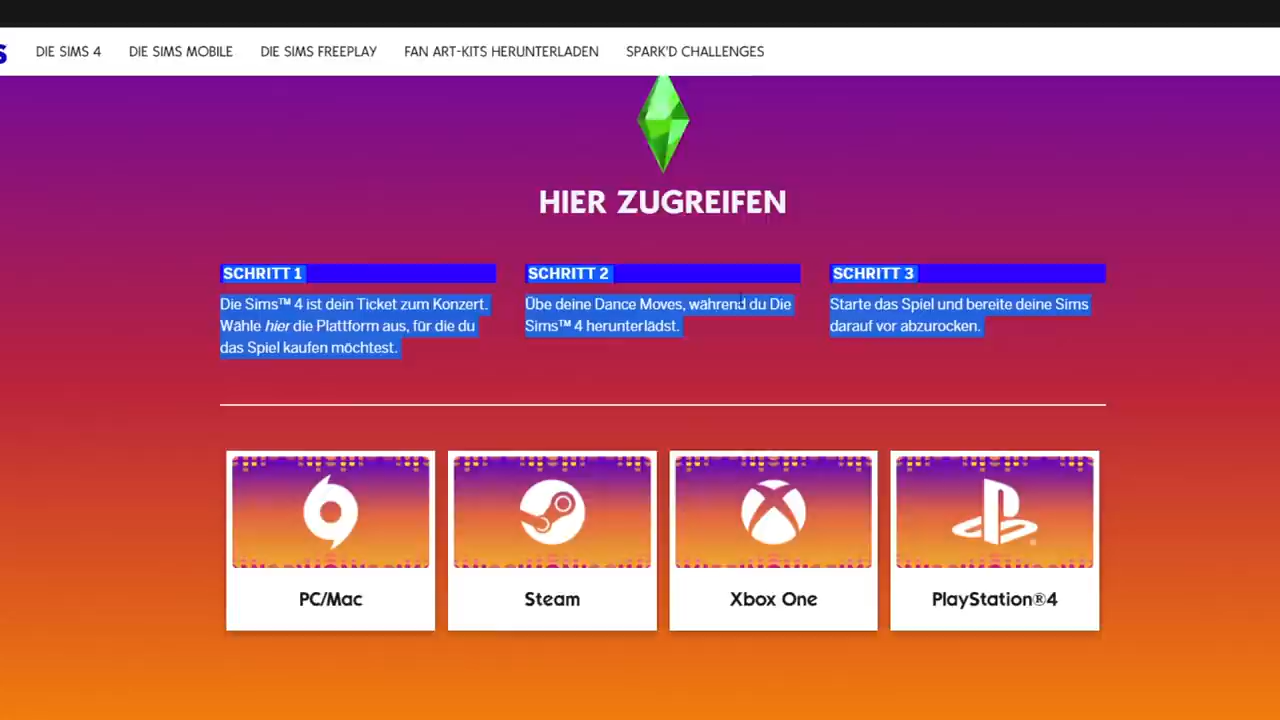 S
DIE SIMS 4 DIE SIMS MOBILE DIE SIMS FREEPLAY FAN ART-KITS HERUNTERLADEN SPARK'D CHALLENGES
HIER ZUGREIFEN
SCHRITT 1
Die Sims™ 4 ist dein Ticket zum Konzert.
Wähle hier die Plattform aus, für die du
das Spiel kaufen möchtest.
SCHRITT 2
Übe deine Dance Moves, während du Die
Sims™ 4 herunterlädst.
SCHRITT 3
Starte das Spiel und bereite deine Sims
darauf vor abzurocken.
PC/Mac
Steam
Xbox One
PlayStation®4